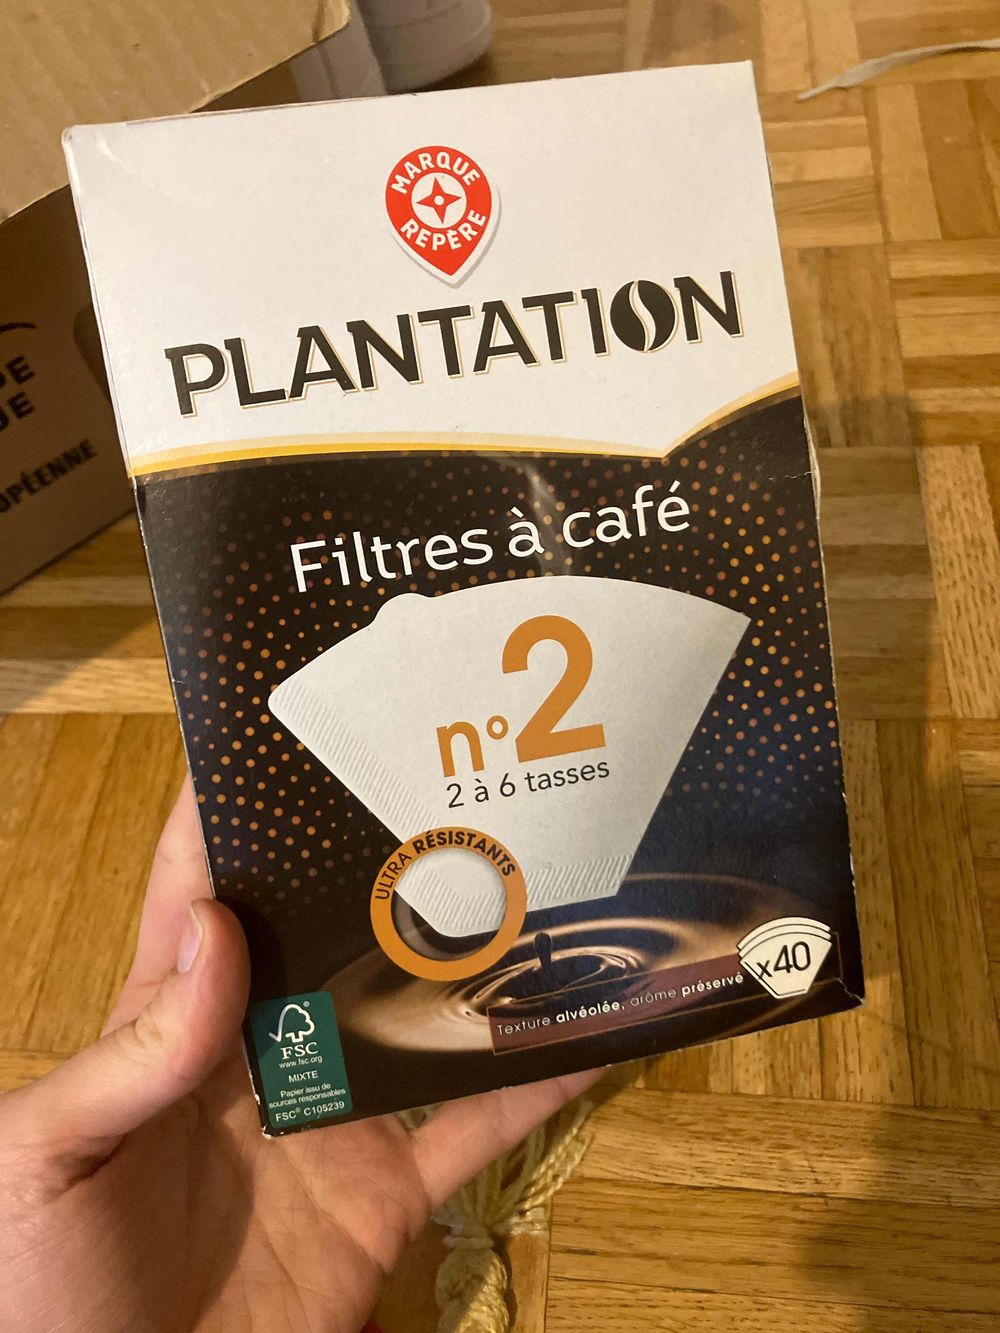 MARQUE
REPÈRE
PLANTATION
Filtres à café
n°2
2 à 6 tasses
ULTRA RÉSISTANTS
x40
Texture alvéolée, arôme préservé
FSC
www.fsc.org
MIXTE
Papier issu de
sources responsables
FSC® C105239